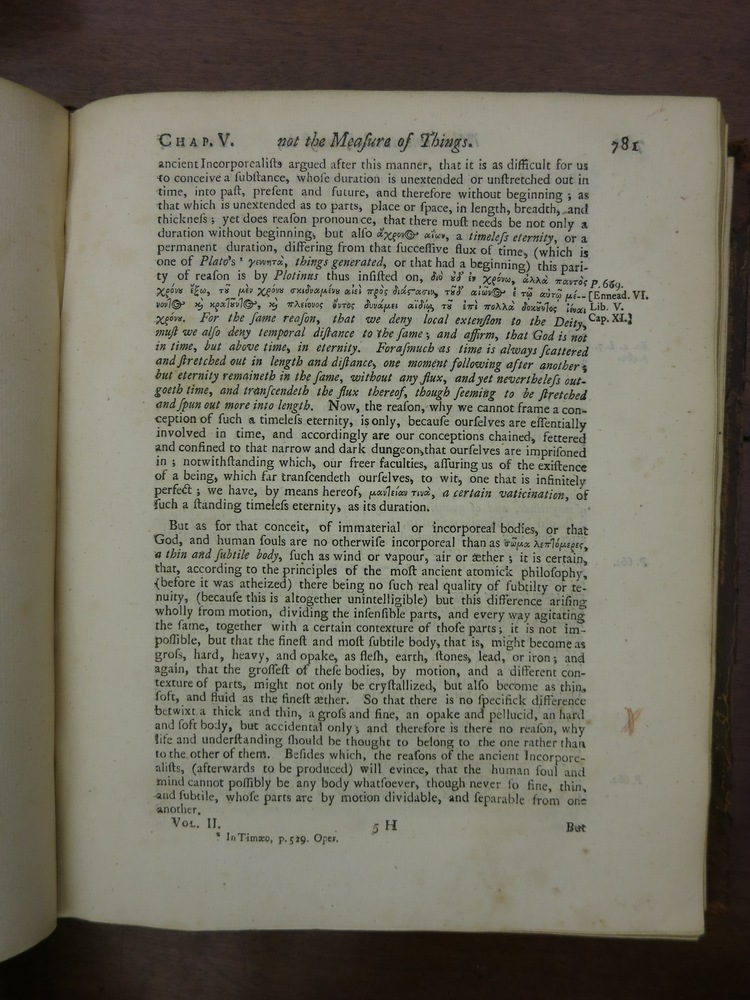 CHAP. V. not the Meaſure of Things. 781
ancient Incorporealiſts argued after this manner, that it is as difficult for us
to conceive a ſubſtance, whoſe duration is unextended or unſtretched out in
time, into paſt, preſent and future, and therefore without beginning ; as
that which is unextended as to parts, place or ſpace, in length, breadth, and
thickneſs ; yet does reaſon pronounce, that there muſt needs be not only a
duration without beginning, but alſo ἄχρονος αἰὼν, a timeleſs eternity, or a
permanent duration, differing from that ſucceſſive flux of time, (which is
one of Plato's ᵌ γεννητὰ, things generated, or that had a beginning) this pari-
ty of reaſon is by Plotinus thus inſiſted on, διὸ οὐδ' ἐν χρόνω, ἀλλὰ παντὸς
χρόνου ἔξω, τοῦ μὲν χρόνου σκιδναμένου αἰεὶ πρὸς διάστασιν, τοῦδ' αἰῶνος ἐν τῷ αὐτῷ μέ--
νοντος καὶ κρατοῦντος, καὶ πλείονος ὄντος δυνάμει ἀϊδίῳ, τοῦ ἐπὶ πολλὰ δοκοῦντος ἰέναι
χρόνου. For the ſame reaſon, that we deny local extenſion to the Deity,
muſt we alſo deny temporal diſtance to the ſame ; and affirm, that God is not
in time, but above time, in eternity. Foraſmuch as time is always ſcattered
and ſtretched out in length and diſtance, one moment following after another ;
but eternity remaineth in the ſame, without any flux, and yet nevertheleſs out-
goeth time, and tranſcendeth the flux thereof, though ſeeming to be ſtretched
and ſpun out more into length. Now, the reaſon, why we cannot frame a con-
ception of ſuch a timeleſs eternity, is only, becauſe ourſelves are eſſentially
involved in time, and accordingly are our conceptions chained, fettered
and confined to that narrow and dark dungeon, that ourſelves are impriſoned
in ; notwithſtanding which, our freer faculties, aſſuring us of the exiſtence
of a being, which far tranſcendeth ourſelves, to wit, one that is infinitely
perfect ; we have, by means hereof, μαντείαν τινὰ, a certain vaticination, of
ſuch a ſtanding timeleſs eternity, as its duration.
P. 669.
[Ennead. VI.
Lib. V.
Cap. XI.]
But as for that conceit, of immaterial or incorporeal bodies, or that
God, and human ſouls are no otherwiſe incorporeal than as σῶμα λεπτόμερες,
a thin and ſubtile body, ſuch as wind or vapour, air or æther ; it is certain,
that, according to the principles of the moſt ancient atomick philoſophy,
(before it was atheized) there being no ſuch real quality of ſubtilty or te-
nuity, (becauſe this is altogether unintelligible) but this difference ariſing
wholly from motion, dividing the inſenſible parts, and every way agitating
the ſame, together with a certain contexture of thoſe parts ; it is not im-
poſſible, but that the fineſt and moſt ſubtile body, that is, might become as
groſs, hard, heavy, and opake, as fleſh, earth, ſtones, lead, or iron ; and
again, that the groſſeſt of theſe bodies, by motion, and a different con-
texture of parts, might not only be cryſtallized, but alſo become as thin,
ſoft, and fluid as the fineſt æther. So that there is no ſpecifick difference
betwixt a thick and thin, a groſs and fine, an opake and pellucid, an hard
and ſoft body, but accidental only ; and therefore is there no reaſon, why
life and underſtanding ſhould be thought to belong to the one rather than
to the other of them. Beſides which, the reaſons of the ancient Incorpore-
aliſts, (afterwards to be produced) will evince, that the human ſoul and
mind cannot poſſibly be any body whatſoever, though never ſo fine, thin,
and ſubtile, whoſe parts are by motion dividable, and ſeparable from one
another.
VOL. II. 5 H But
ᵌ In Timæo, p. 529. Oper.